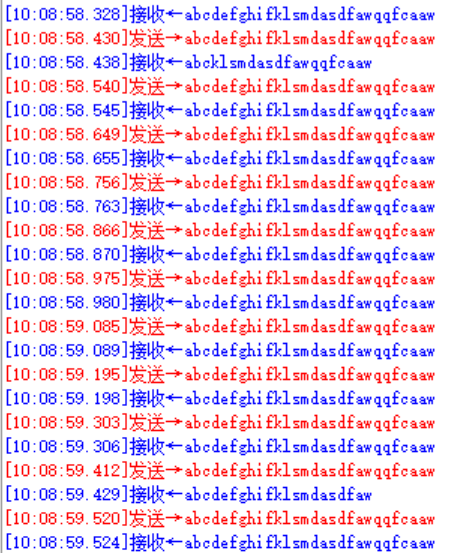 [10:08:58.328]接收←abcdefghifklsmdasdfawqqfcaaw
[10:08:58.430]发送→abcdefghifklsmdasdfawqqfcaaw
[10:08:58.438]接收←abcklsmdasdfawqqfcaaw
[10:08:58.540]发送→abcdefghifklsmdasdfawqqfcaaw
[10:08:58.545]接收←abcdefghifklsmdasdfawqqfcaaw
[10:08:58.649]发送→abcdefghifklsmdasdfawqqfcaaw
[10:08:58.655]接收←abcdefghifklsmdasdfawqqfcaaw
[10:08:58.756]发送→abcdefghifklsmdasdfawqqfcaaw
[10:08:58.763]接收←abcdefghifklsmdasdfawqqfcaaw
[10:08:58.866]发送→abcdefghifklsmdasdfawqqfcaaw
[10:08:58.870]接收←abcdefghifklsmdasdfawqqfcaaw
[10:08:58.975]发送→abcdefghifklsmdasdfawqqfcaaw
[10:08:58.980]接收←abcdefghifklsmdasdfawqqfcaaw
[10:08:59.085]发送→abcdefghifklsmdasdfawqqfcaaw
[10:08:59.089]接收←abcdefghifklsmdasdfawqqfcaaw
[10:08:59.195]发送→abcdefghifklsmdasdfawqqfcaaw
[10:08:59.198]接收←abcdefghifklsmdasdfawqqfcaaw
[10:08:59.303]发送→abcdefghifklsmdasdfawqqfcaaw
[10:08:59.306]接收←abcdefghifklsmdasdfawqqfcaaw
[10:08:59.412]发送→abcdefghifklsmdasdfawqqfcaaw
[10:08:59.429]接收←abcdefghifklsmdasdfaw
[10:08:59.520]发送→abcdefghifklsmdasdfawqqfcaaw
[10:08:59.524]接收←abcdefghifklsmdasdfawqqfcaaw